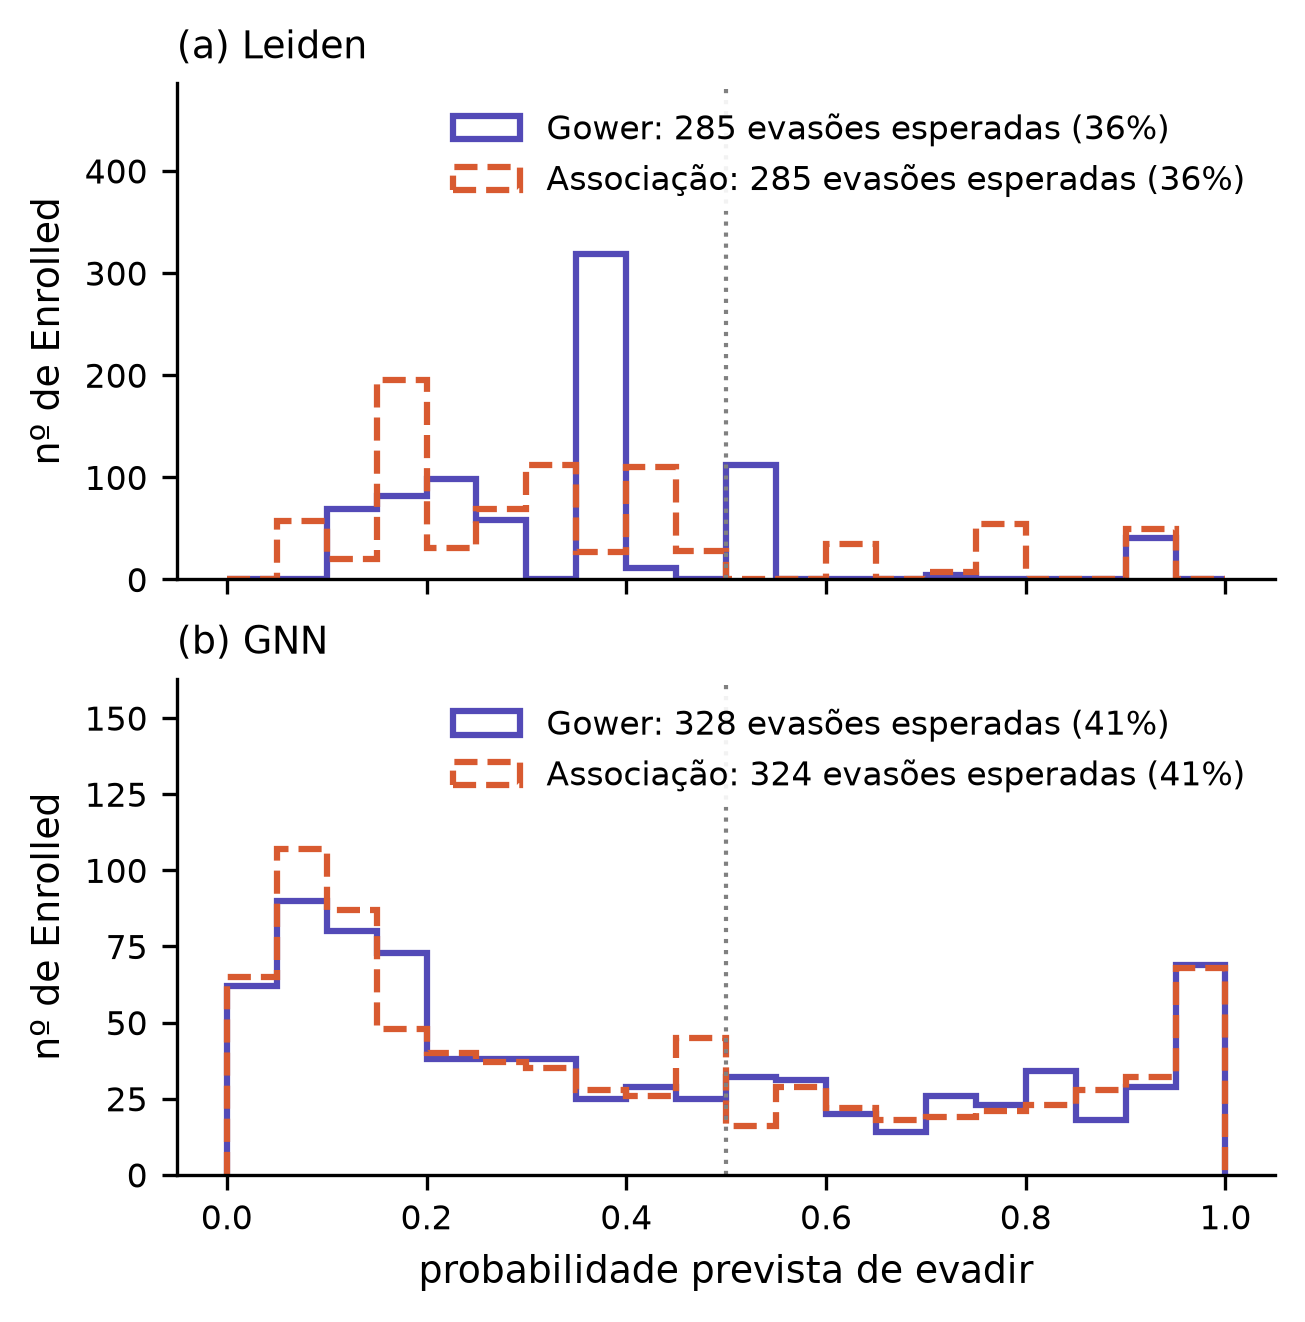 (a) Leiden
Gower: 285 evasões esperadas (36%)
Associação: 285 evasões esperadas (36%)
nº de Enrolled
400
300
200
100
0
(b) GNN
Gower: 328 evasões esperadas (41%)
Associação: 324 evasões esperadas (41%)
nº de Enrolled
150
125
100
75
50
25
0
0.0 0.2 0.4 0.6 0.8 1.0
probabilidade prevista de evadir